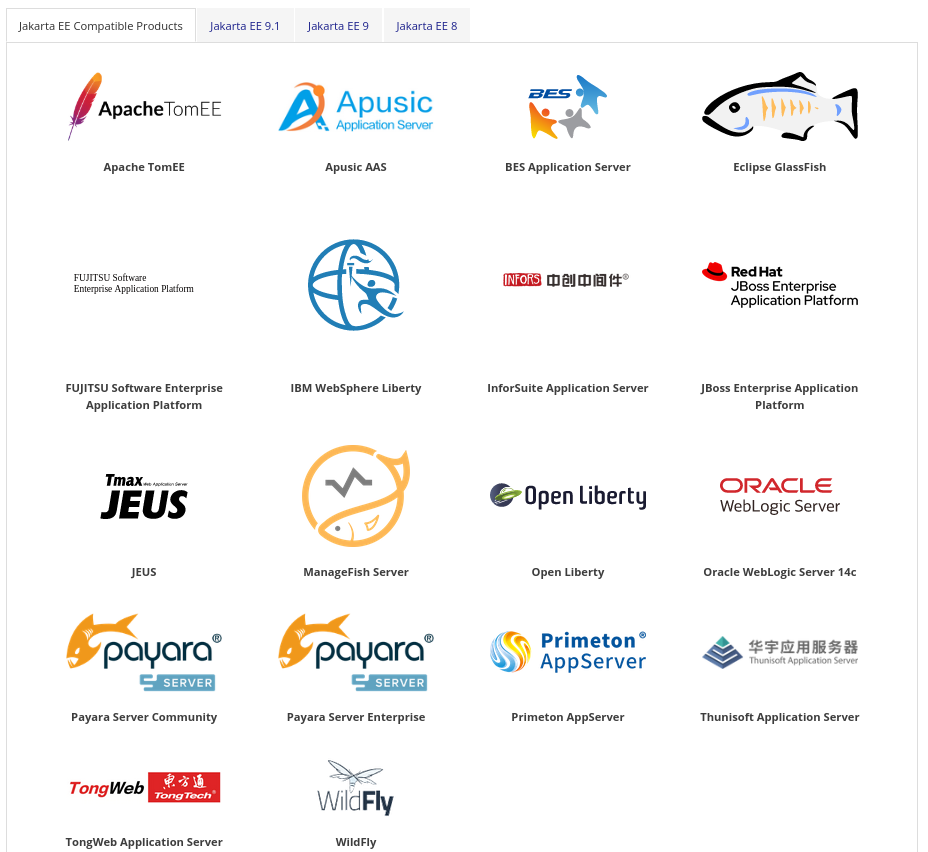 Jakarta EE Compatible Products Jakarta EE 9.1 Jakarta EE 9 Jakarta EE 8
ApacheTomEE
Apusic
Application Server
BES
Apache TomEE
Apusic AAS
BES Application Server
Eclipse GlassFish
FUJITSU Software
Enterprise Application Platform
INFORS 中创中间件®
Red Hat
JBoss Enterprise
Application Platform
FUJITSU Software Enterprise
Application Platform
IBM WebSphere Liberty
InforSuite Application Server
JBoss Enterprise Application
Platform
Tmax Web Application Server
JEUS
Open Liberty
ORACLE
WebLogic Server
JEUS
ManageFish Server
Open Liberty
Oracle WebLogic Server 14c
payara®
SERVER
payara®
SERVER
Primeton®
AppServer
华宇应用服务器
Thunisoft Application Server
Payara Server Community
Payara Server Enterprise
Primeton AppServer
Thunisoft Application Server
TongWeb
东方通
TongTech®
WildFly
TongWeb Application Server
WildFly